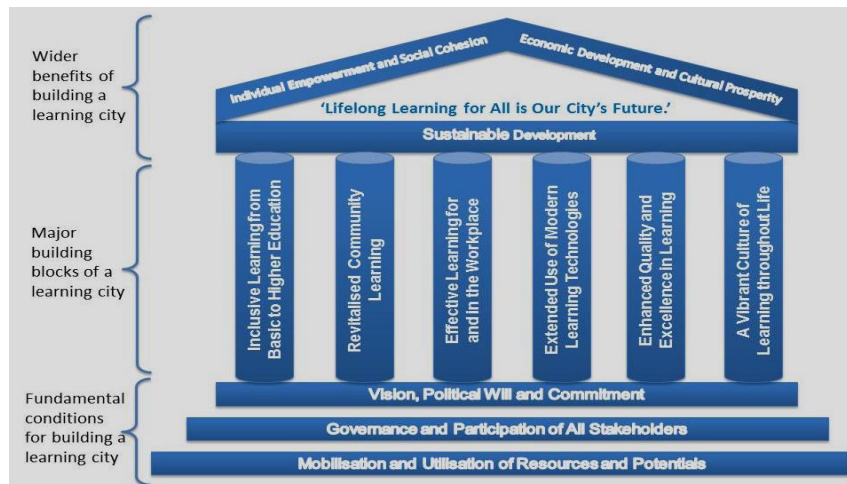 Wider
benefits of
building a
learning city
Individual Empowerment and Social Cohesion
Economic Development and Cultural Prosperity
'Lifelong Learning for All is Our City's Future.'
Sustainable Development
Major
building
blocks of a
learning city
Inclusive Learning from
Basic to Higher Education
Revitalised Community
Learning
Effective Learning for
and in the Workplace
Extended Use of Modern
Learning Technologies
Enhanced Quality and
Excellence in Learning
A Vibrant Culture of
Learning throughout Life
Fundamental
conditions
for building a
learning city
Vision, Political Will and Commitment
Governance and Participation of All Stakeholders
Mobilisation and Utilisation of Resources and Potentials